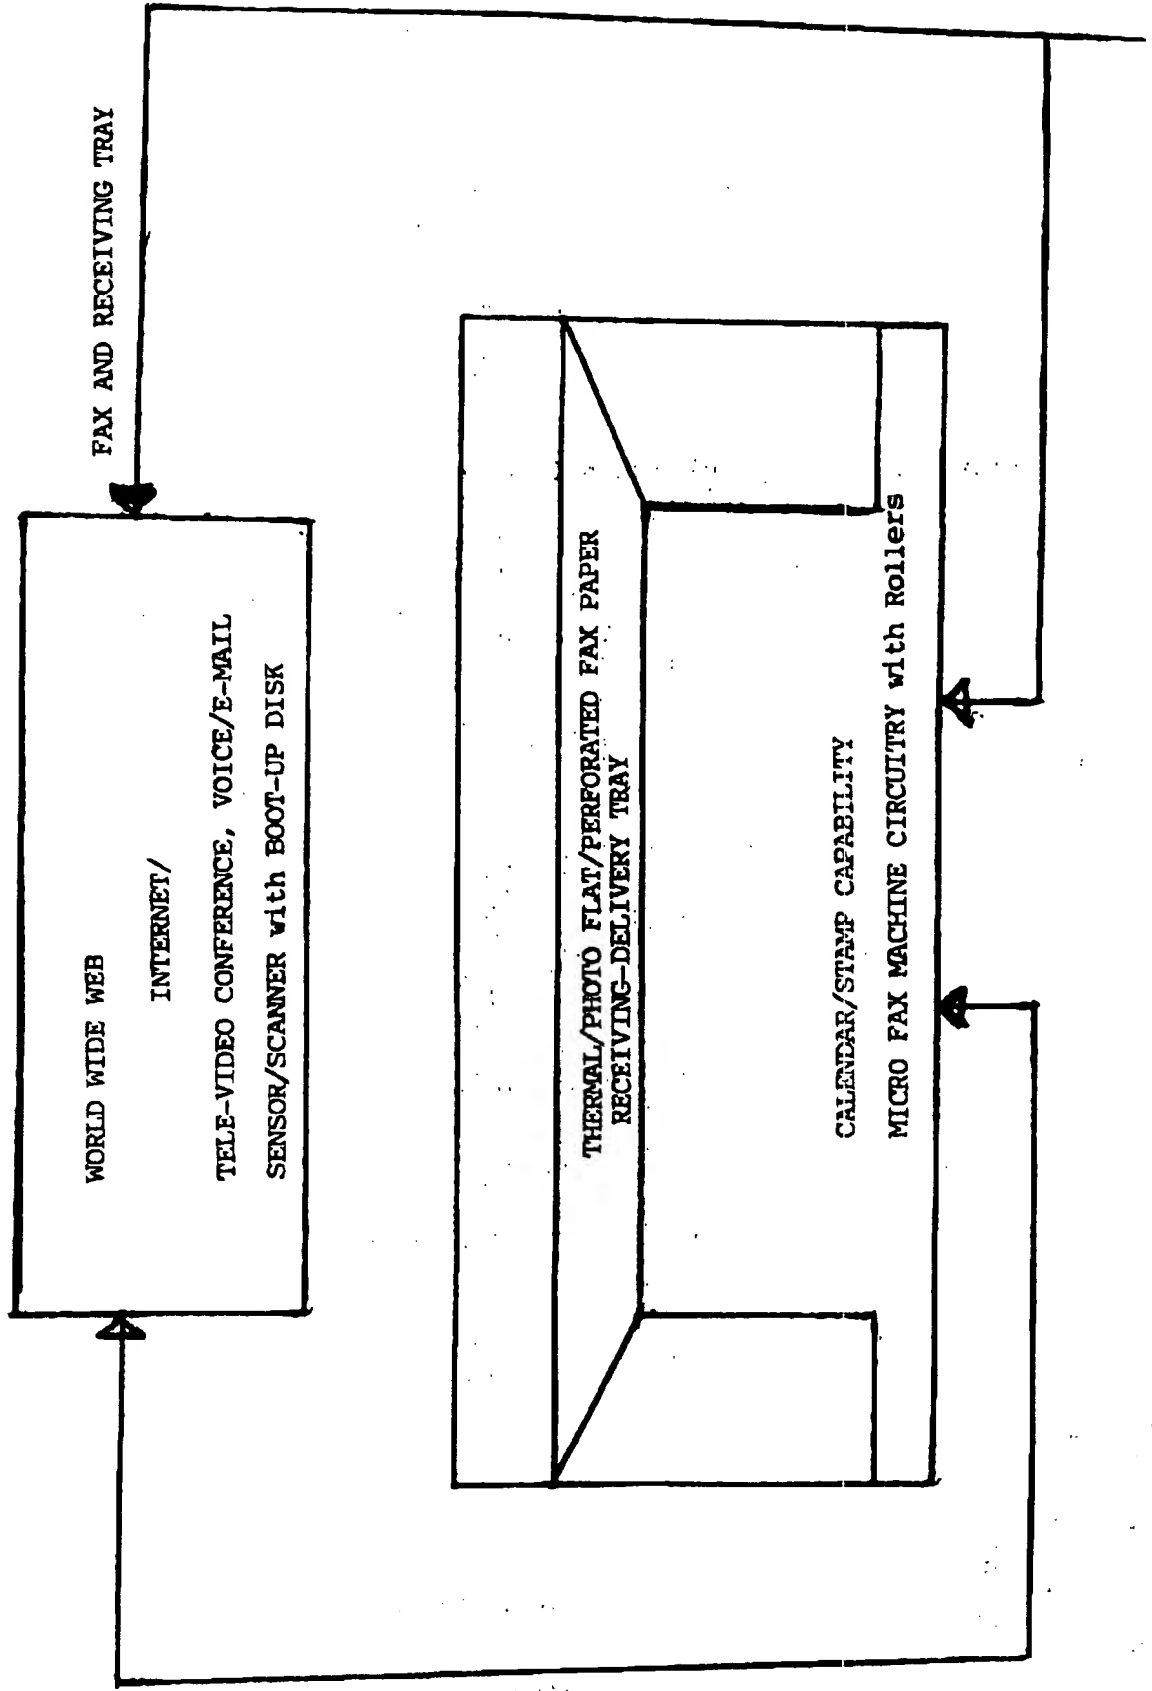 FAX AND RECEIVING TRAY
WORLD WIDE WEB
INTERNET/
TELE-VIDEO CONFERENCE, VOICE/E-MAIL
SENSOR/SCANNER with BOOT-UP DISK
THERMAL/PHOTO FLAT/PERFORATED FAX PAPER
RECEIVING-DELIVERY TRAY
CALENDAR/STAMP CAPABILITY
MICRO FAX MACHINE CIRCUITRY with Rollers